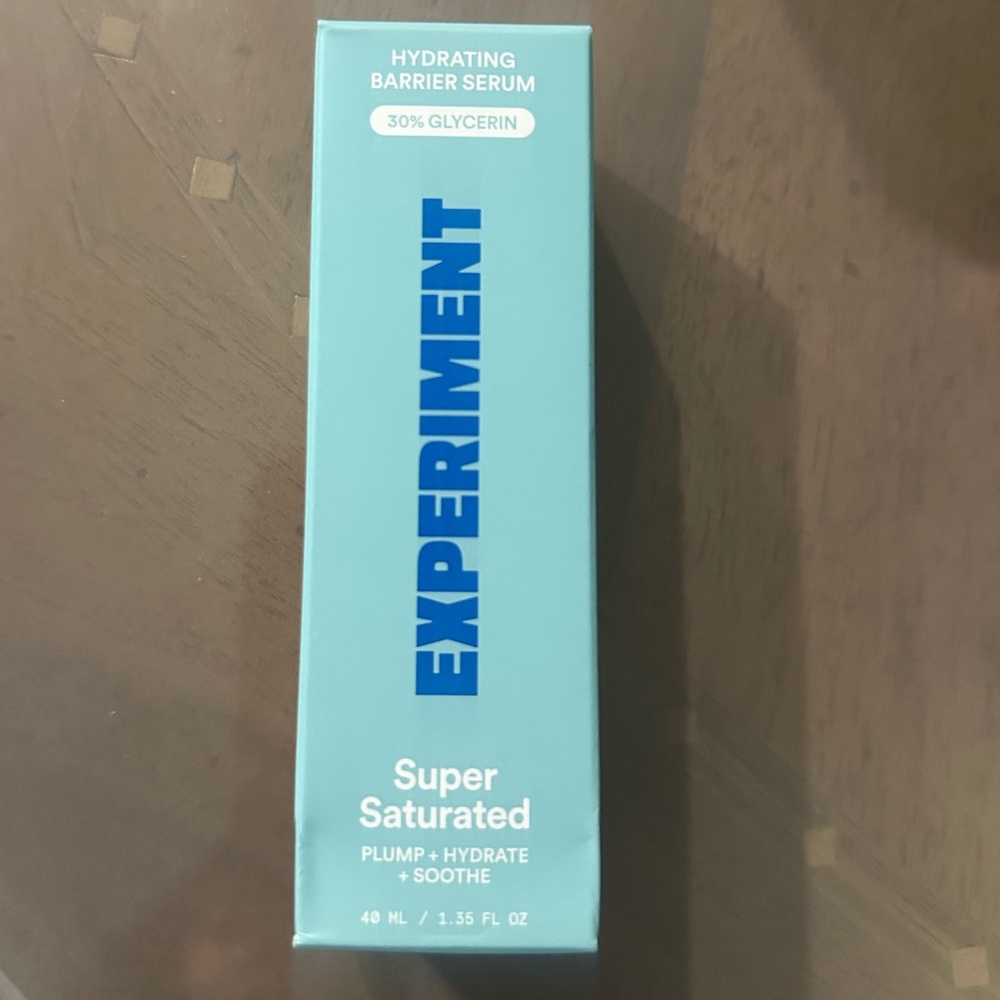 HYDRATING
BARRIER SERUM
30% GLYCERIN
EXPERIMENT
Super
Saturated
PLUMP + HYDRATE
+ SOOTHE
40 ML / 1.35 FL OZ